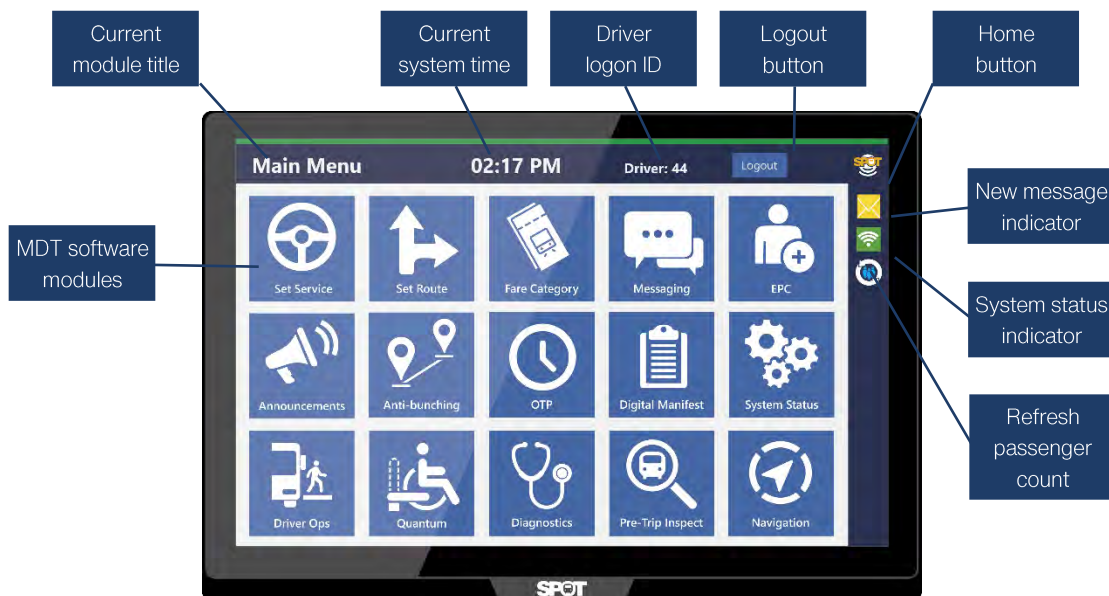 Current
module title
Current
system time
Driver
logon ID
Logout
button
Home
button
Main Menu
02:17 PM
Driver: 44
Logout
SPOT
New message
indicator
MDT software
modules
Set Service
Set Route
Fare Category
Messaging
EPC
System status
indicator
Announcements
Anti-bunching
OTP
Digital Manifest
System Status
Refresh
passenger
count
Driver Ops
Quantum
Diagnostics
Pre-Trip Inspect
Navigation
SPOT